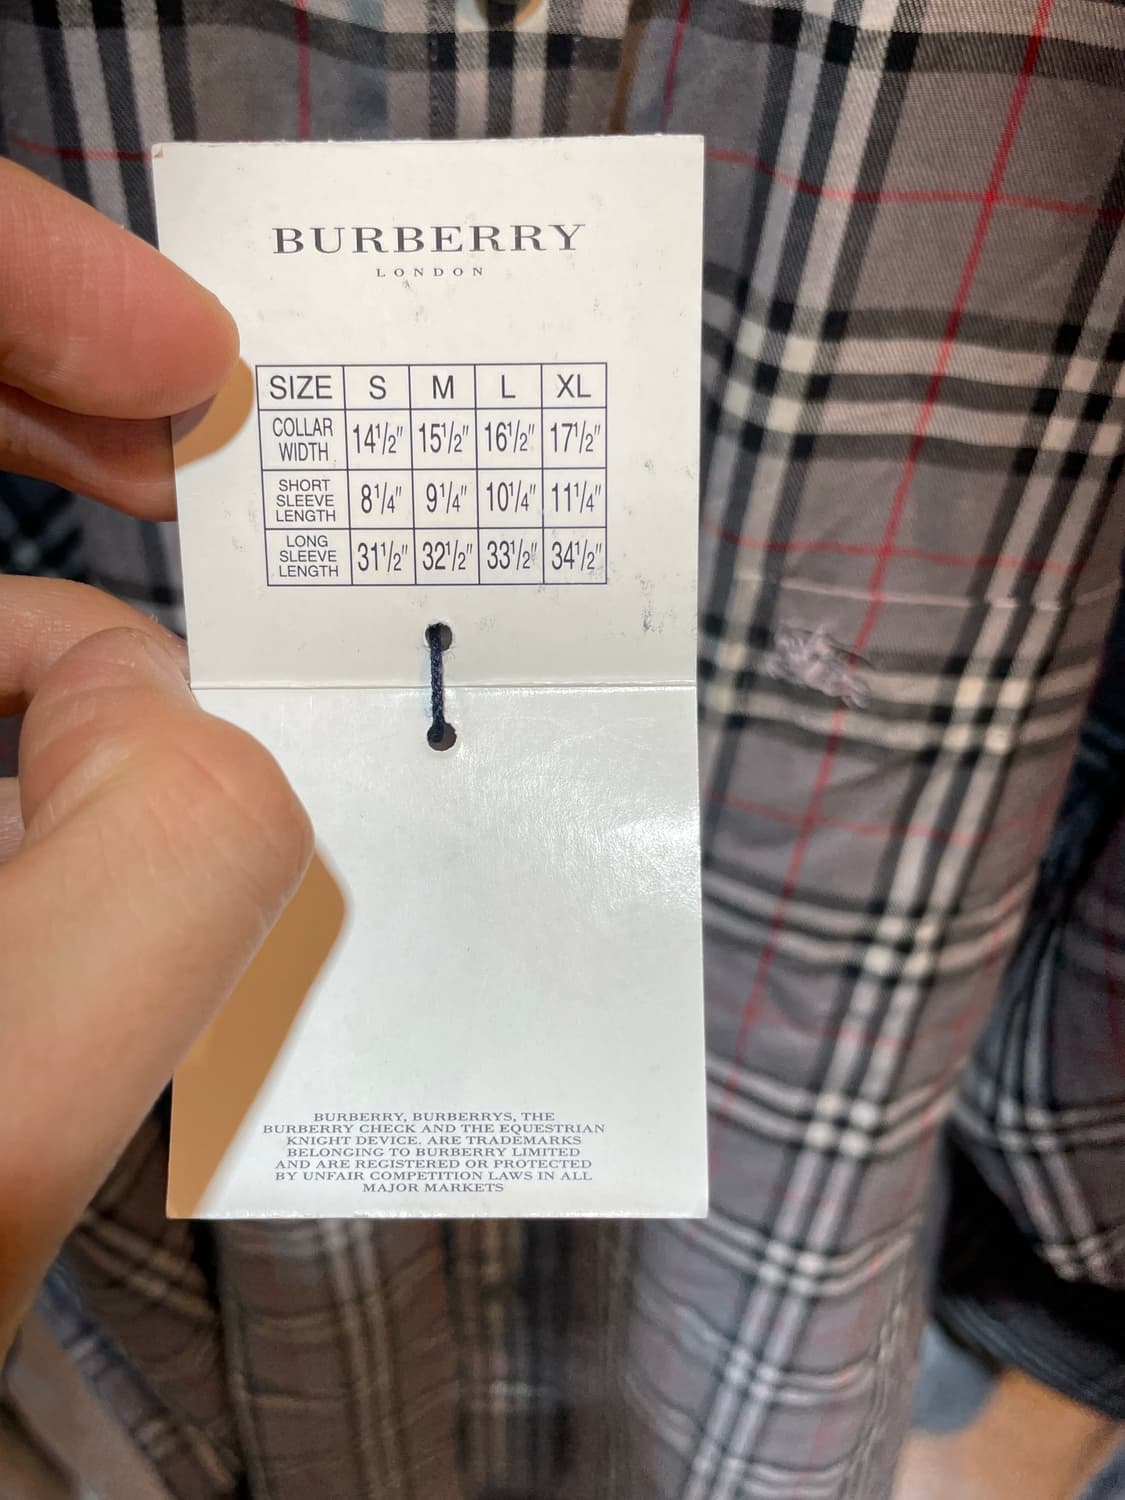 BURBERRY
LONDON
SIZE S M L XL
COLLAR WIDTH 14½" 15½" 16½" 17½"
SHORT SLEEVE LENGTH 8¼" 9¼" 10¼" 11¼"
LONG SLEEVE LENGTH 31½" 32½" 33½" 34½"
BURBERRY, BURBERRYS, THE
BURBERRY CHECK AND THE EQUESTRIAN
KNIGHT DEVICE. ARE TRADEMARKS
BELONGING TO BURBERRY LIMITED
AND ARE REGISTERED OR PROTECTED
BY UNFAIR COMPETITION LAWS IN ALL
MAJOR MARKETS